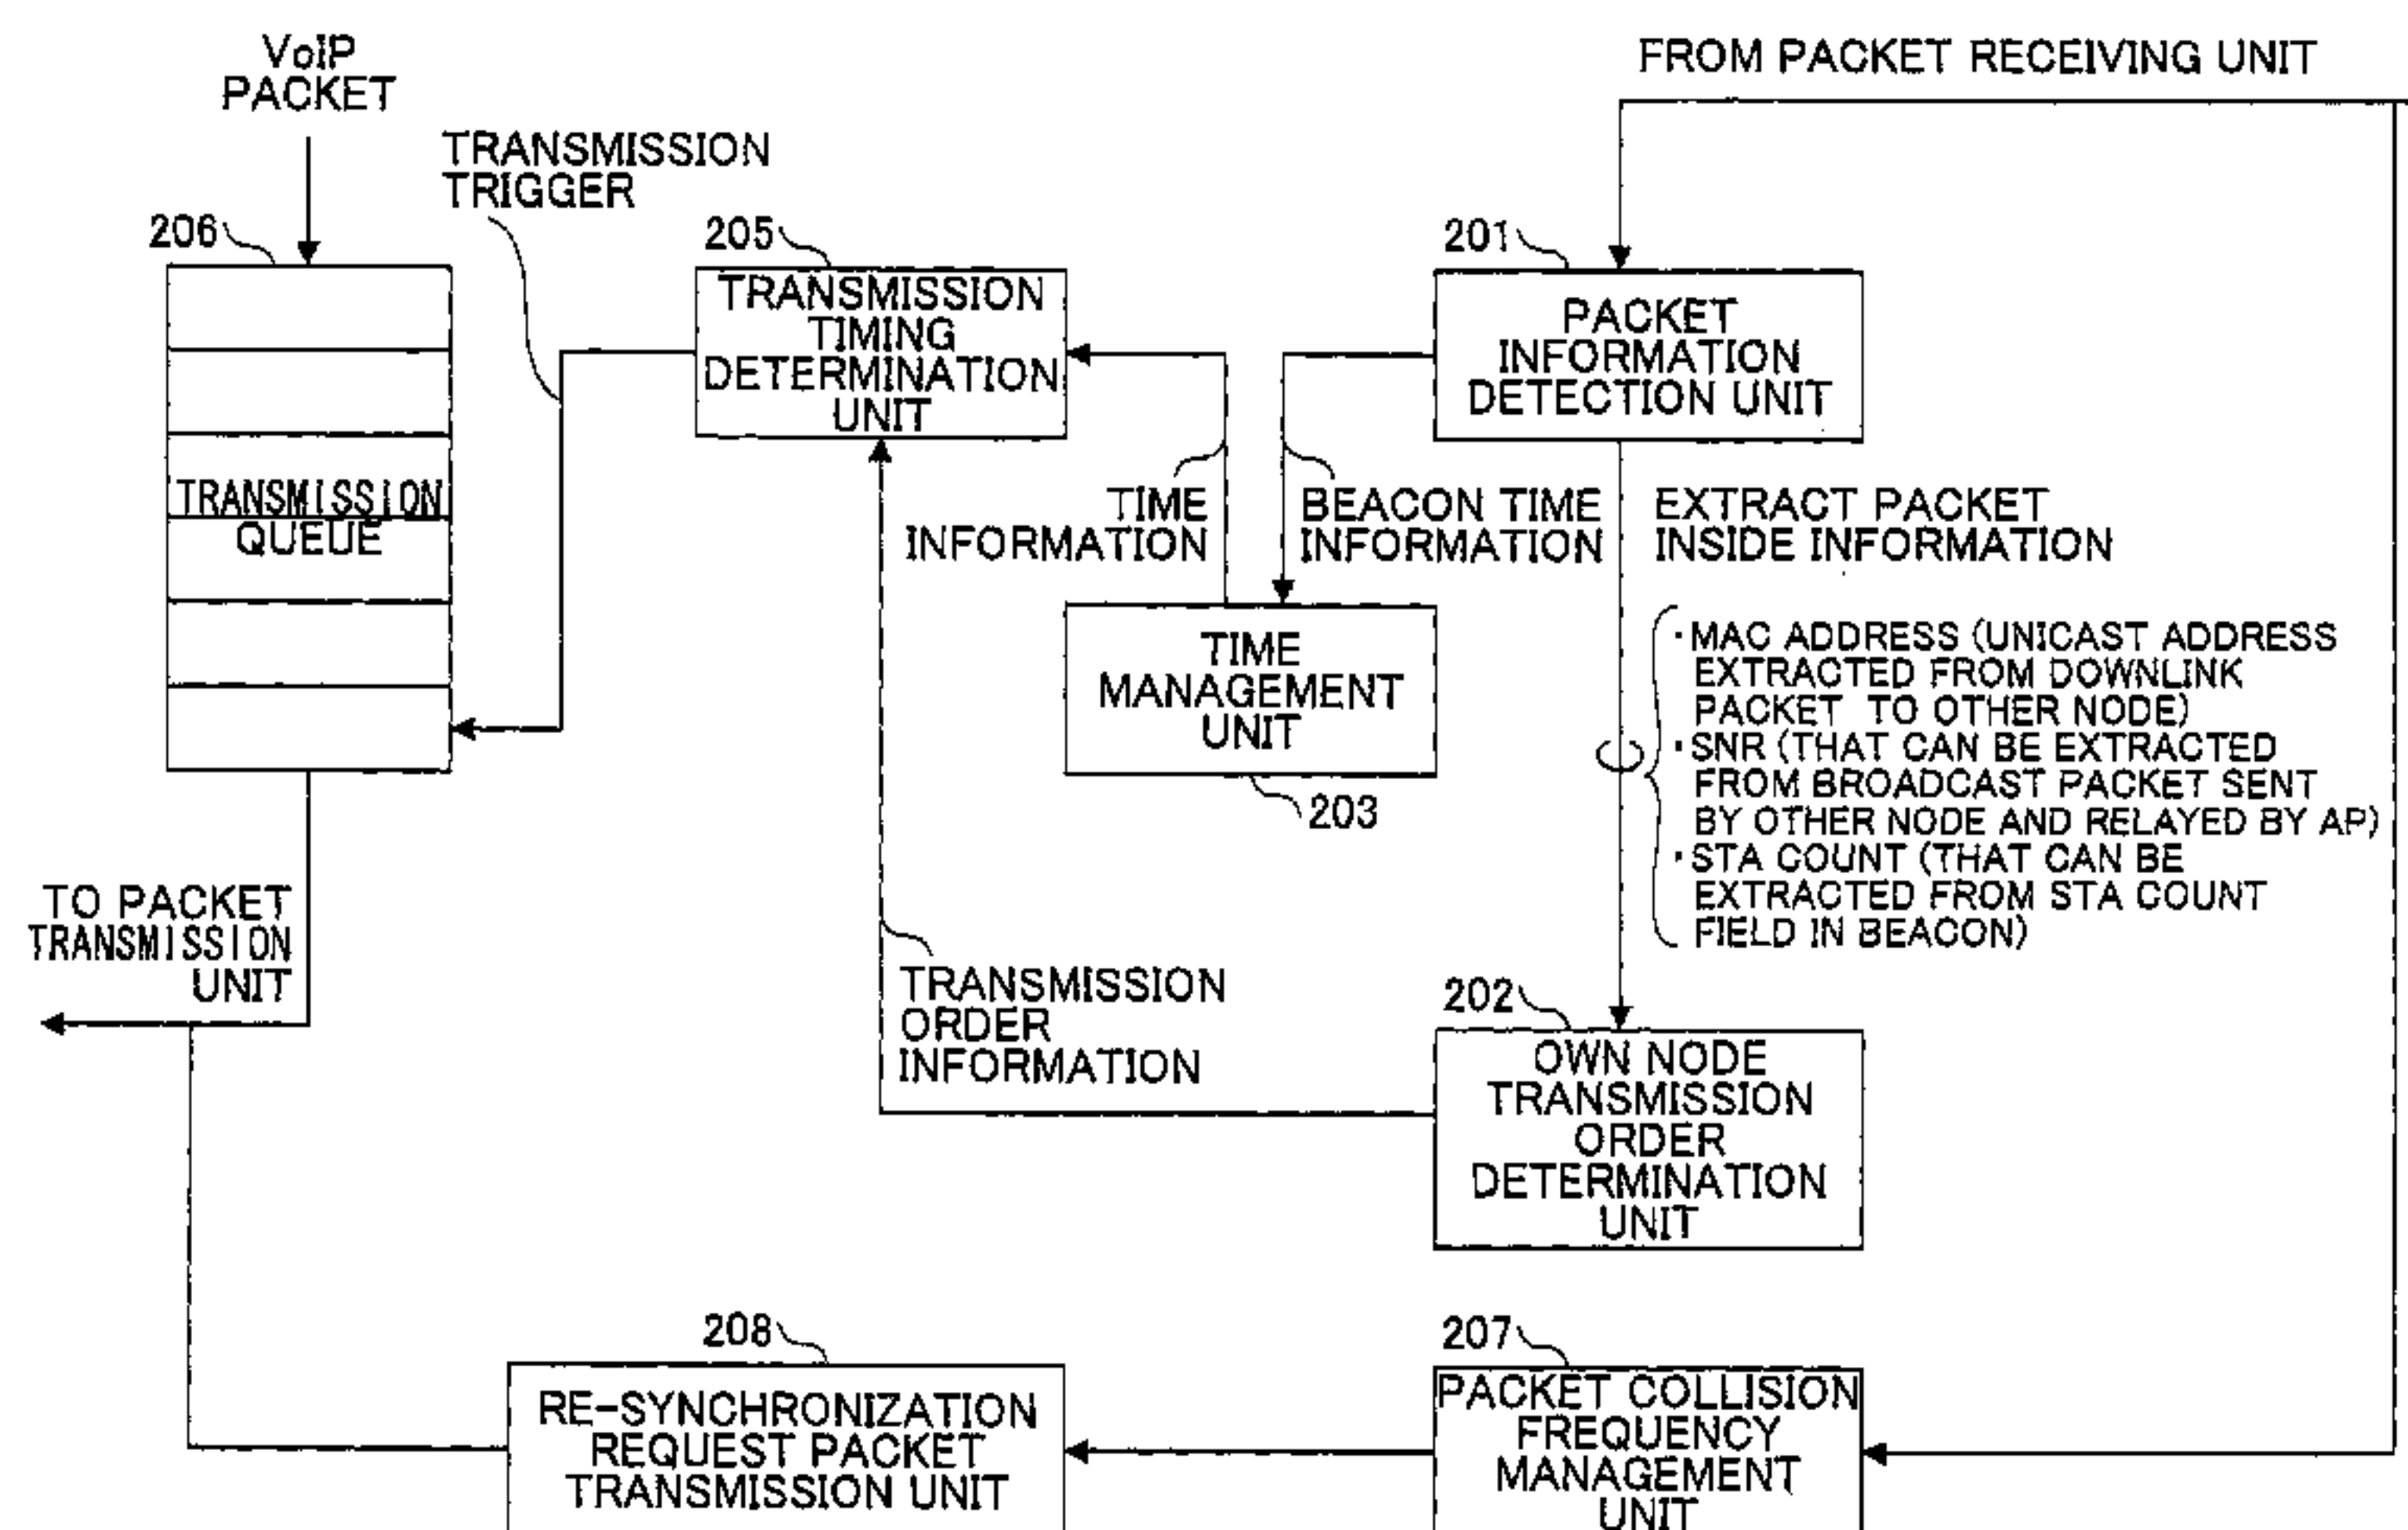 VoIP
PACKET
FROM PACKET RECEIVING UNIT
TRANSMISSION
TRIGGER
206
205
201
TRANSMISSION
TIMING
DETERMINATION
UNIT
PACKET
INFORMATION
DETECTION UNIT
TRANSMISSION
QUEUE
TIME
INFORMATION
BEACON TIME
INFORMATION
EXTRACT PACKET
INSIDE INFORMATION
TIME
MANAGEMENT
UNIT
203
・MAC ADDRESS (UNICAST ADDRESS
EXTRACTED FROM DOWNLINK
PACKET TO OTHER NODE)
・SNR (THAT CAN BE EXTRACTED
FROM BROADCAST PACKET SENT
BY OTHER NODE AND RELAYED BY AP)
・STA COUNT (THAT CAN BE
EXTRACTED FROM STA COUNT
FIELD IN BEACON)
TO PACKET
TRANSMISSION
UNIT
TRANSMISSION
ORDER
INFORMATION
202
OWN NODE
TRANSMISSION
ORDER
DETERMINATION
UNIT
208
RE-SYNCHRONIZATION
REQUEST PACKET
TRANSMISSION UNIT
207
PACKET COLLISION
FREQUENCY
MANAGEMENT
UNIT